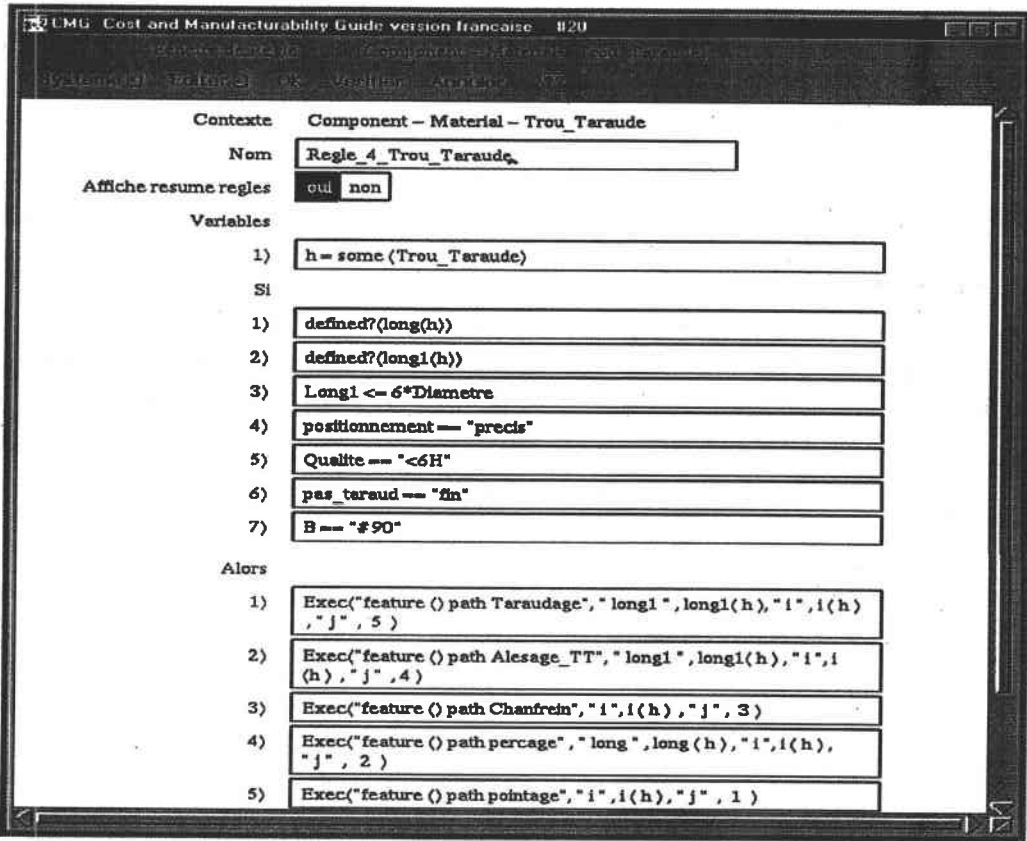 CMG Cost and Manufacturability Guide version francaise #20
Contexte Component – Material – Trou_Taraude
Nom Regle_4_Trou_Taraude
Affiche resume regles oui non
Variables
1) h = some (Trou_Taraude)
Si
1) defined?(long(h))
2) defined?(long1(h))
3) Long1 <= 6*Diametre
4) positionnement == "precis"
5) Qualite == "<6H"
6) pas_taraud == "fin"
7) B == "#90"
Alors
1) Exec("feature () path Taraudage", "long1", long1(h), "i", i(h)
, "j" , 5 )
2) Exec("feature () path Alesage_TT", "long1", long1(h), "i", i
(h) , "j" ,4)
3) Exec("feature () path Chanfrein", "i", i(h) , "j", 3 )
4) Exec("feature () path percage" , "long", long (h), "i", i(h),
"j" , 2 )
5) Exec("feature () path pointage", "i", i(h), "j" , 1 )